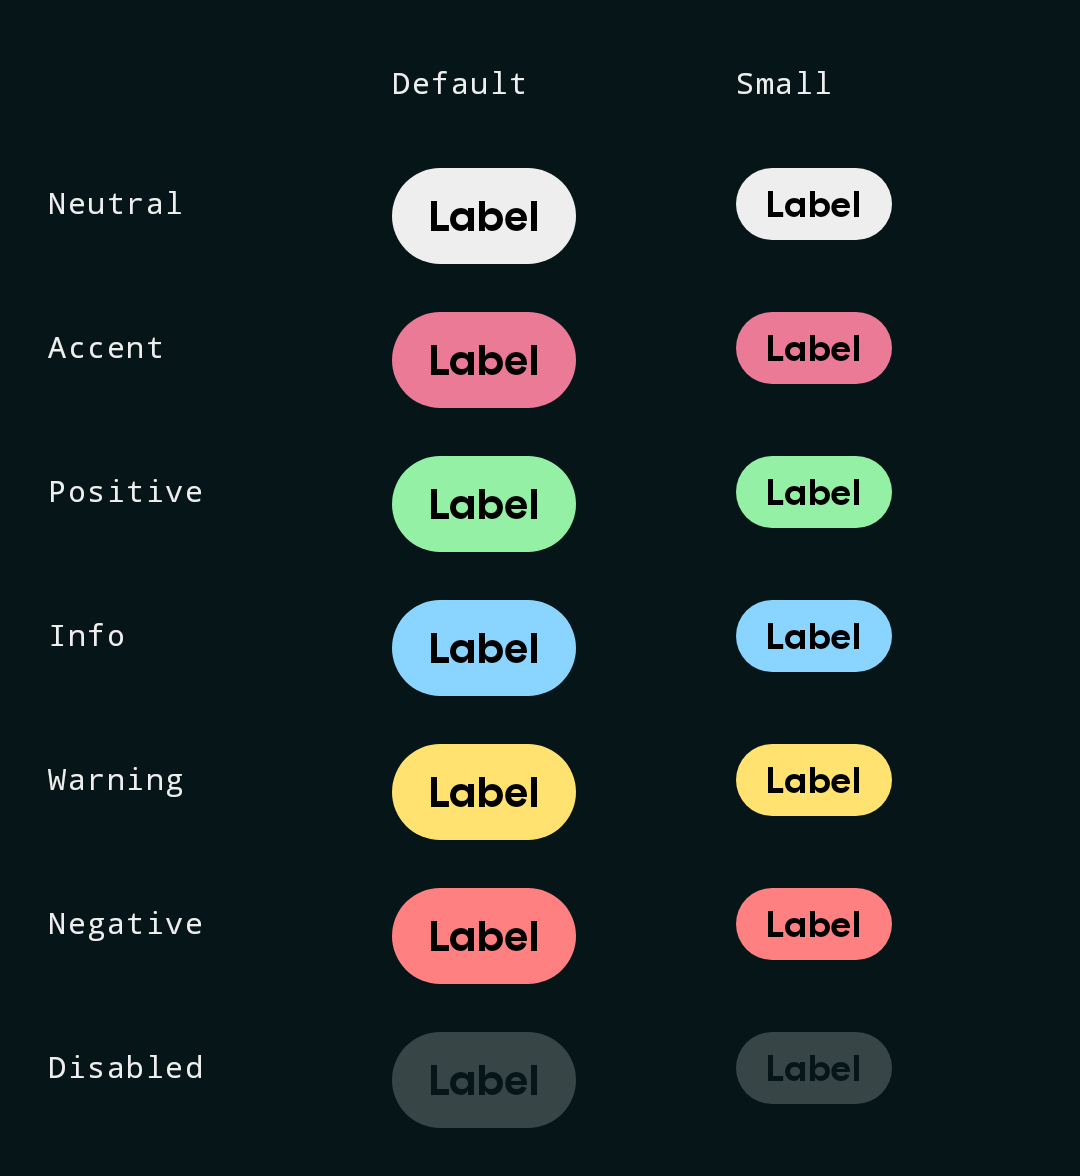 Default Small
Neutral Label Label
Accent Label Label
Positive Label Label
Info Label Label
Warning Label Label
Negative Label Label
Disabled Label Label